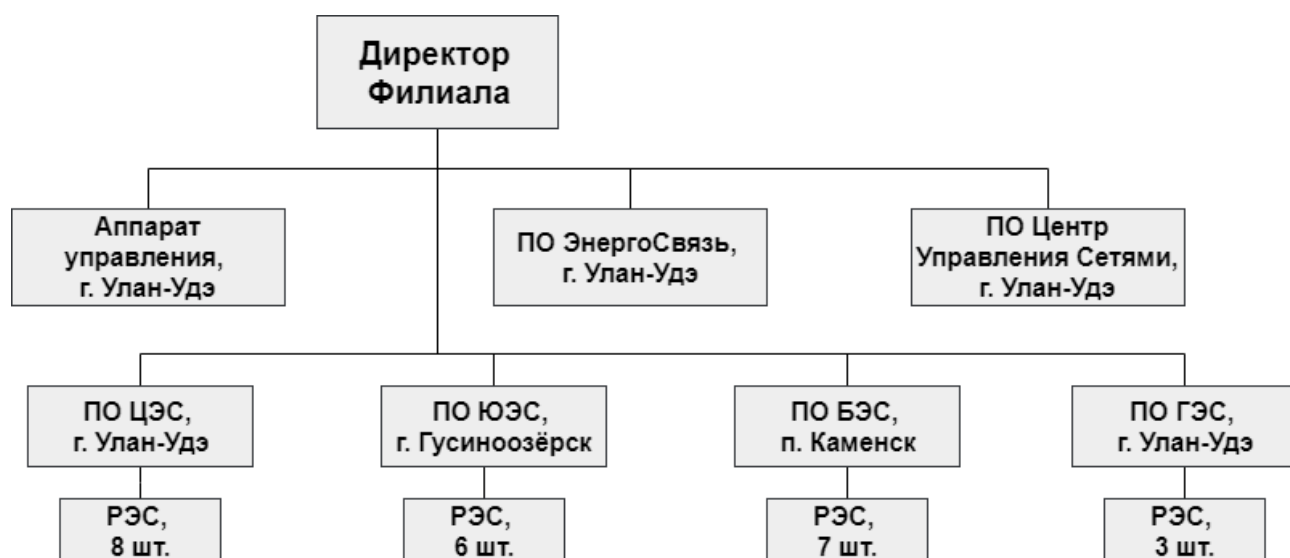 Директор
Филиала
Аппарат
управления,
г. Улан-Удэ
ПО ЭнергоСвязь,
г. Улан-Удэ
ПО Центр
Управления Сетями,
г. Улан-Удэ
ПО ЦЭС,
г. Улан-Удэ
ПО ЮЭС,
г. Гусиноозёрск
ПО БЭС,
п. Каменск
ПО ГЭС,
г. Улан-Удэ
РЭС,
8 шт.
РЭС,
6 шт.
РЭС,
7 шт.
РЭС,
3 шт.